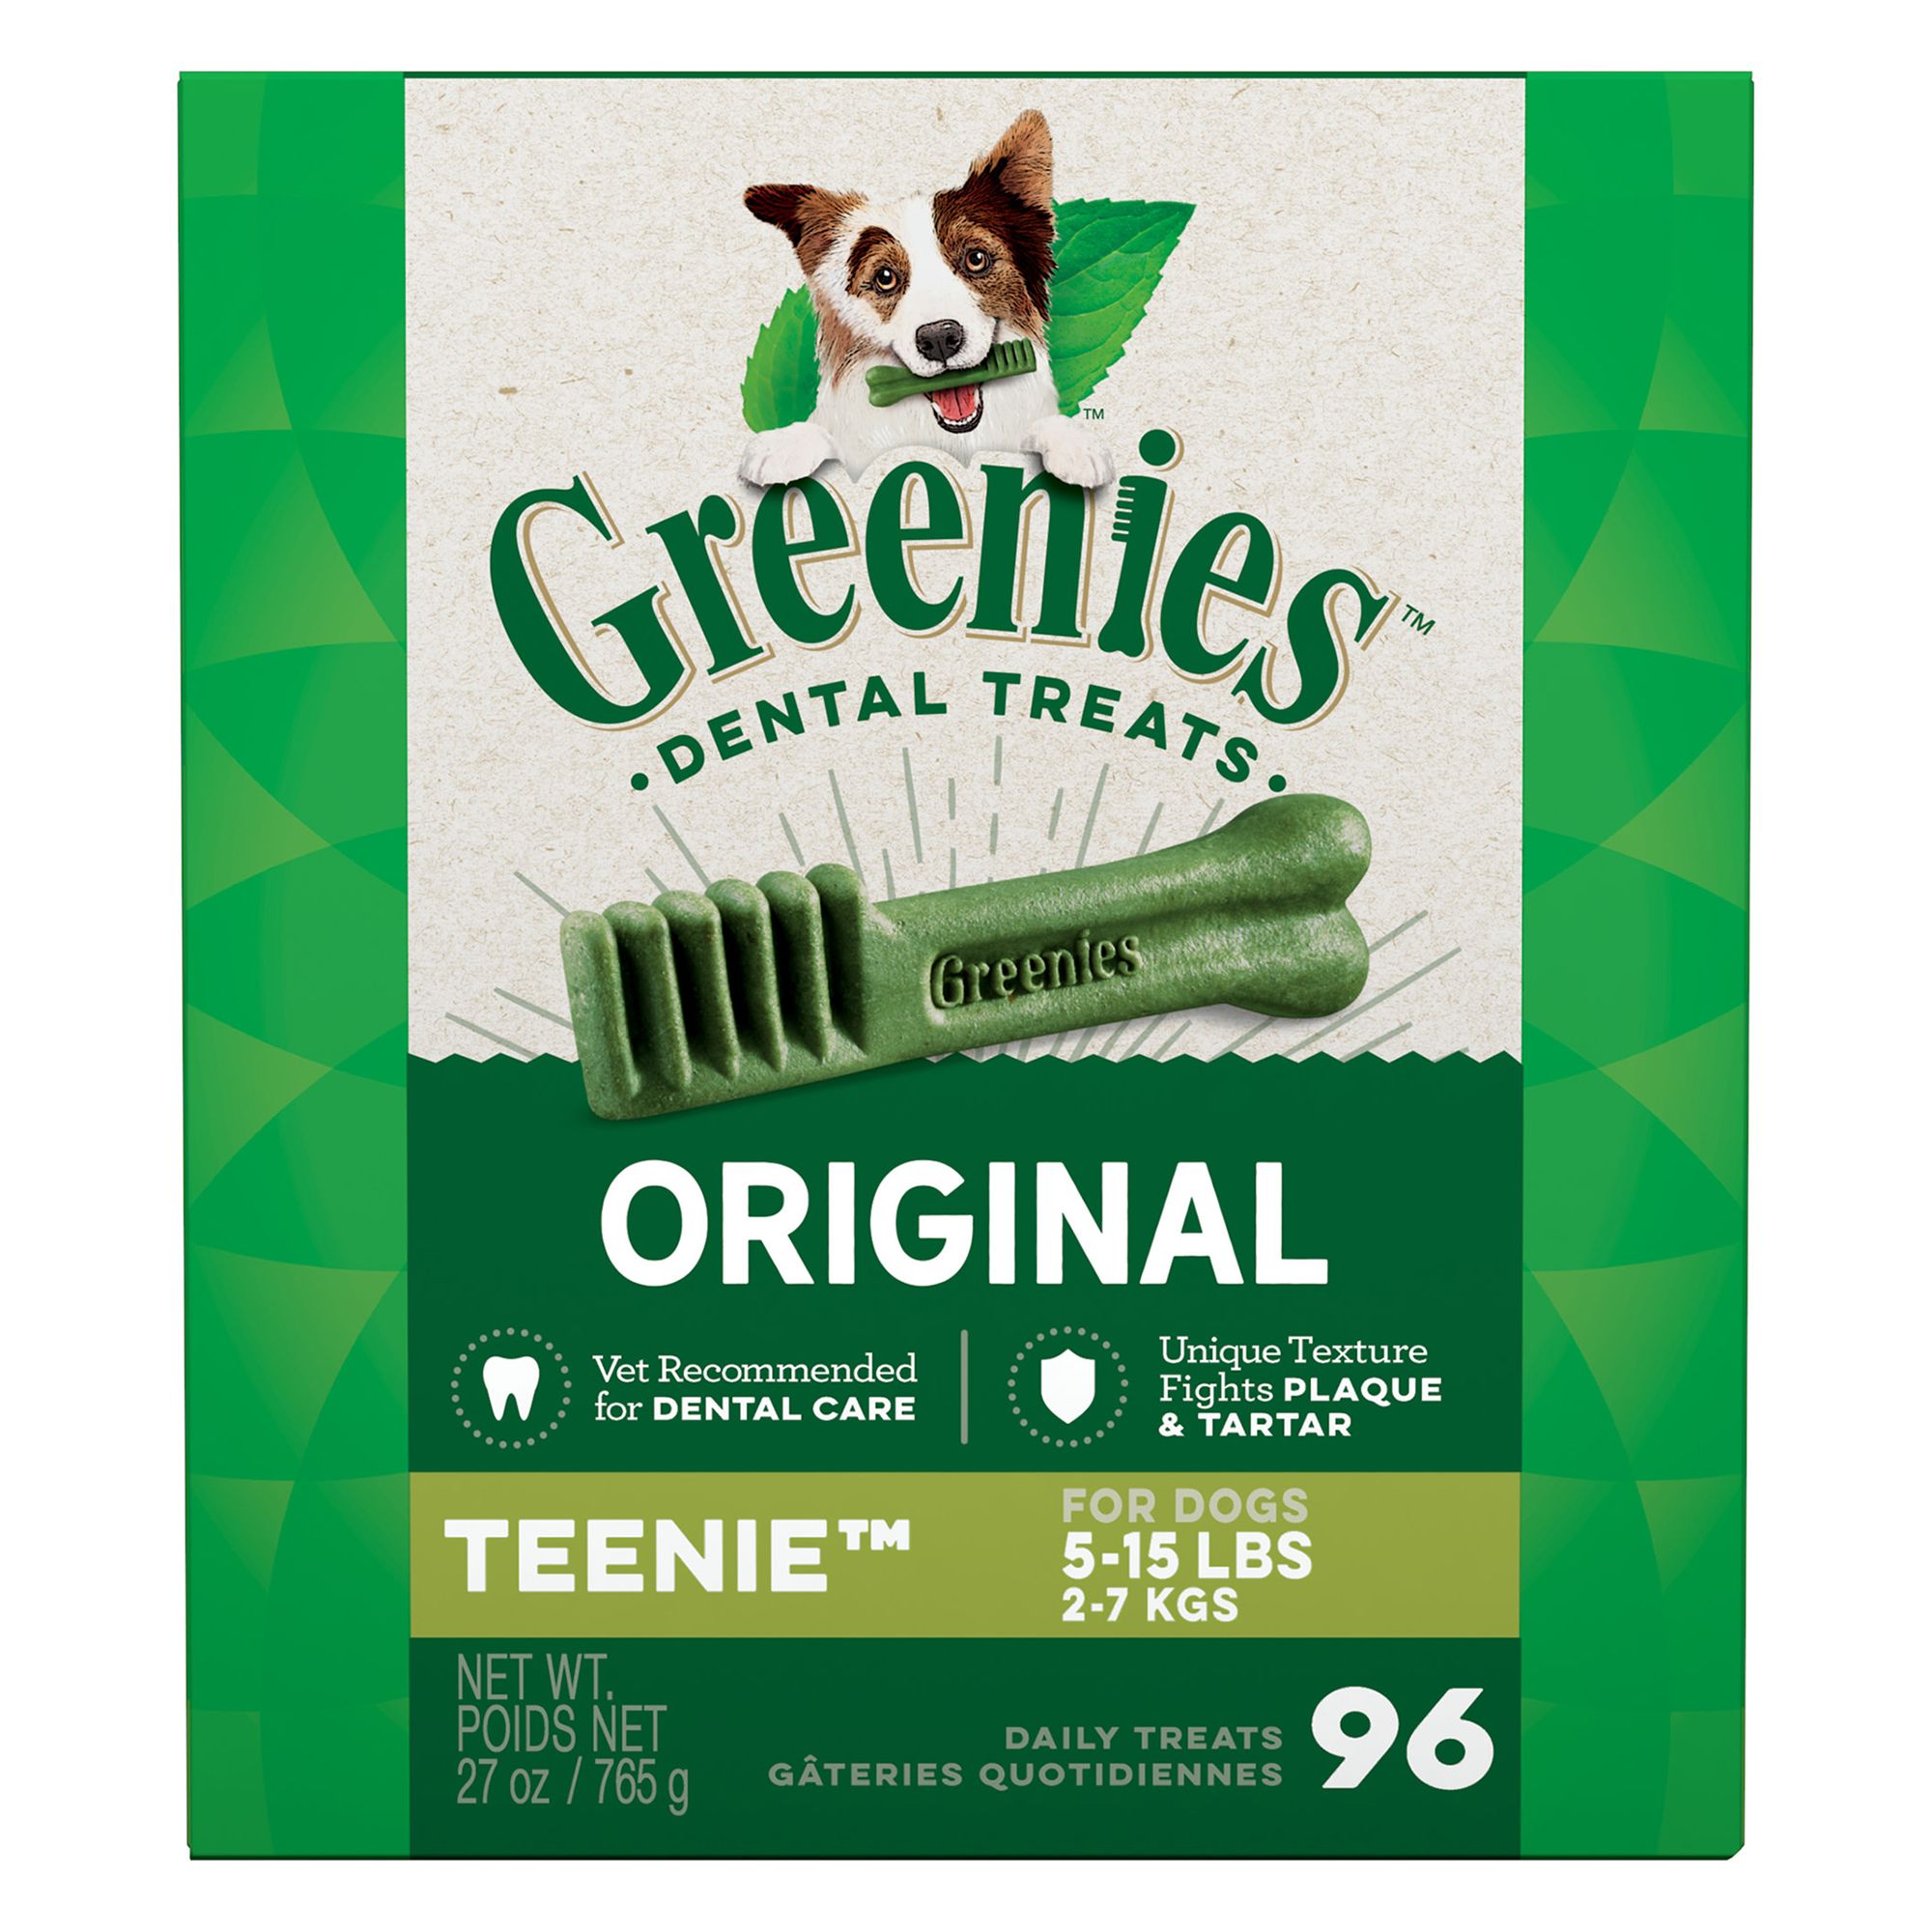 TM
Greenies™
• DENTAL TREATS •
Greenies
ORIGINAL
Vet Recommended
for DENTAL CARE
Unique Texture
Fights PLAQUE
& TARTAR
TEENIE™
FOR DOGS
5-15 LBS
2-7 KGS
NET WT.
POIDS NET
27 oz / 765 g
DAILY TREATS
GÂTERIES QUOTIDIENNES
96